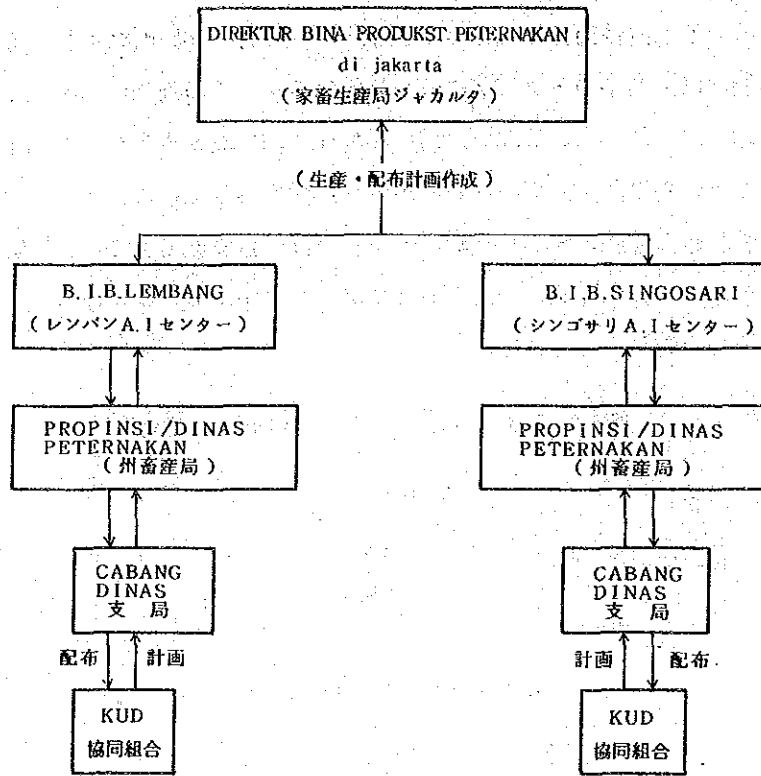 DIREKTUR BINA PRODUKST PETERNAKAN
di jakarta
(家畜生産局ジャカルタ)
(生産・配布計画作成)
B.I.B.LEMBANG
(レンバンA.Iセンター)
PROPINSI/DINAS
PETERNAKAN
(州畜産局)
CABANG
DINAS
支 局
配布 計画
KUD
協同組合
B.I.B.SINGOSARI
(シンゴサリA.Iセンター)
PROPINSI/DINAS
PETERNAKAN
(州畜産局)
CABANG
DINAS
支 局
計画 配布
KUD
協同組合